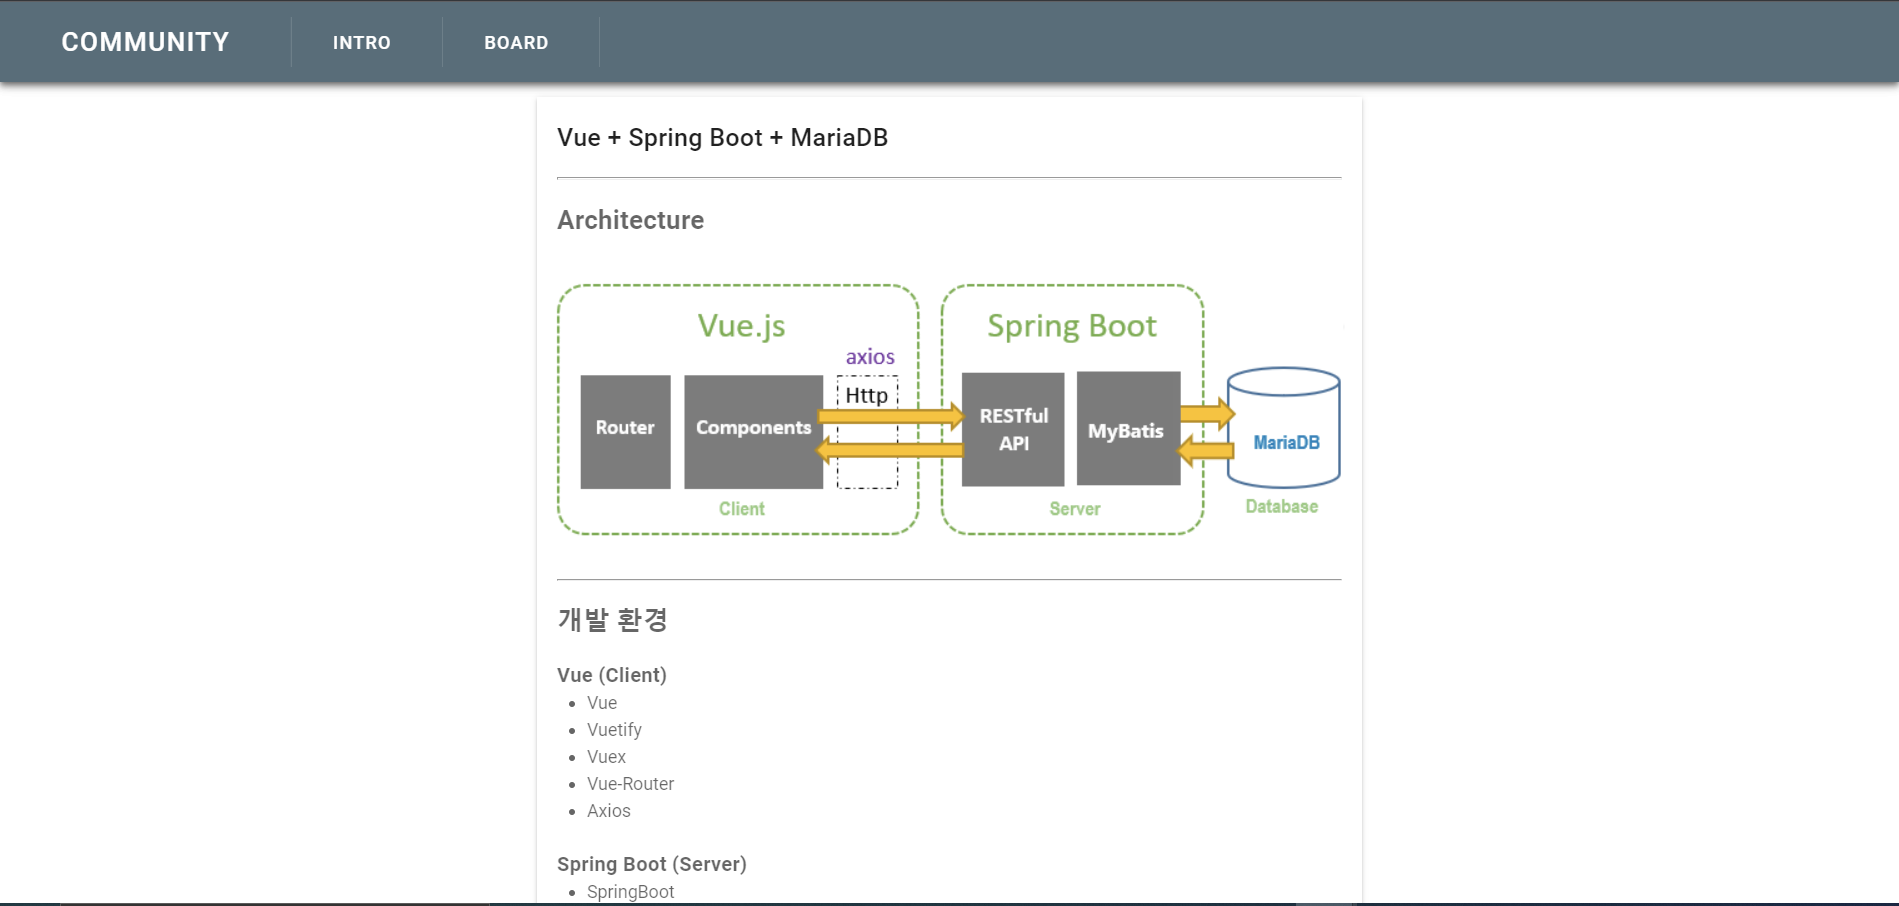 COMMUNITY
INTRO
BOARD
Vue + Spring Boot + MariaDB
Architecture
Vue.js
axios
Http
Router
Components
Client
Spring Boot
RESTful
API
MyBatis
Server
MariaDB
Database
개발 환경
Vue (Client)
Vue
Vuetify
Vuex
Vue-Router
Axios
Spring Boot (Server)
SpringBoot